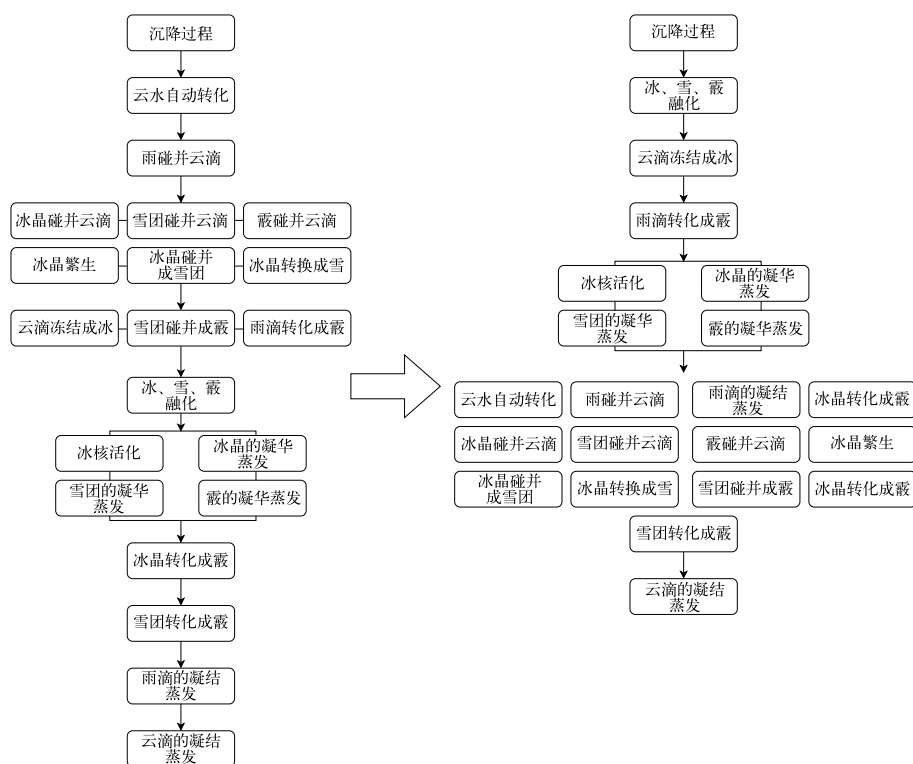 沉降过程
云水自动转化
雨碰并云滴
冰晶碰并云滴
雪团碰并云滴
霰碰并云滴
冰晶繁生
冰晶碰并
成雪团
冰晶转换成雪
云滴冻结成冰
雪团碰并成霰
雨滴转化成霰
冰、雪、霰
融化
冰核活化
冰晶的凝华
蒸发
雪团的凝华
蒸发
霰的凝华蒸发
冰晶转化成霰
雪团转化成霰
雨滴的凝结
蒸发
云滴的凝结
蒸发
沉降过程
冰、雪、霰
融化
云滴冻结成冰
雨滴转化成霰
冰核活化
冰晶的凝华
蒸发
雪团的凝华
蒸发
霰的凝华蒸发
云水自动转化
雨碰并云滴
雨滴的凝结
蒸发
冰晶转化成霰
冰晶碰并云滴
雪团碰并云滴
霰碰并云滴
冰晶繁生
冰晶碰并
成雪团
冰晶转换成雪
雪团碰并成霰
冰晶转化成霰
雪团转化成霰
云滴的凝结
蒸发